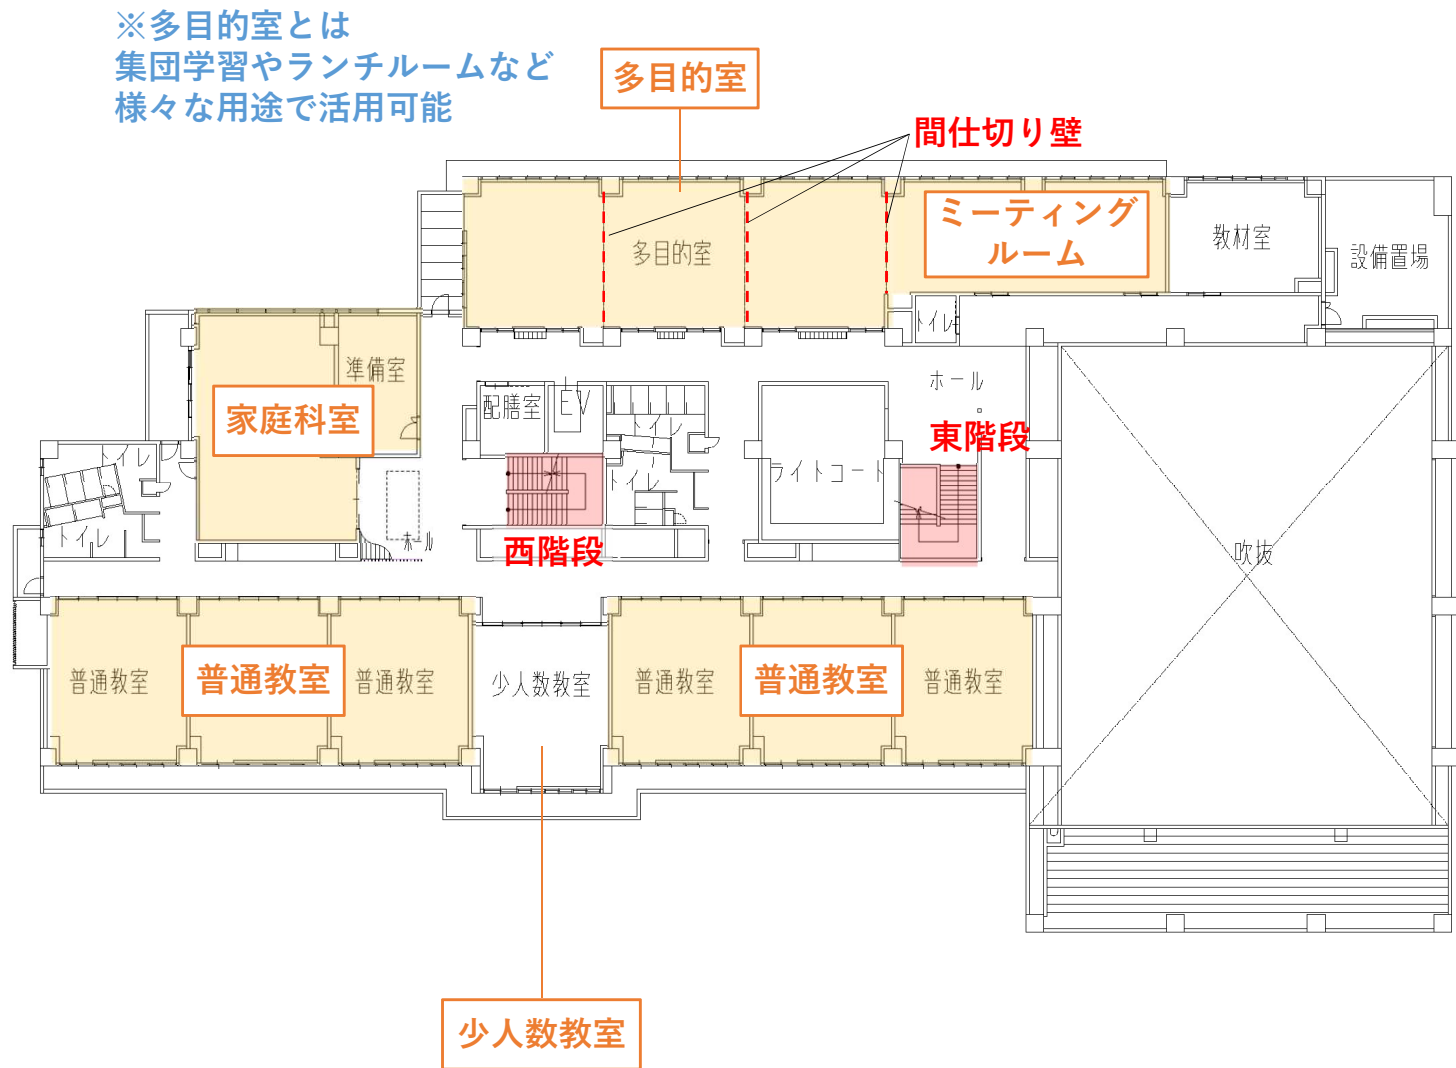 ※多目的室とは
集団学習やランチルームなど
様々な用途で活用可能
多目的室
間仕切り壁
ミーティング
ルーム
多目的室
教材室
設備置場
トイレ
準備室
家庭科室
配膳室
EV
トイレ
ホール
東階段
トイレ
トイレ
ライトコート
トイレ
ホール
西階段
吹抜
普通教室
普通教室
普通教室
少人数教室
普通教室
普通教室
普通教室
少人数教室